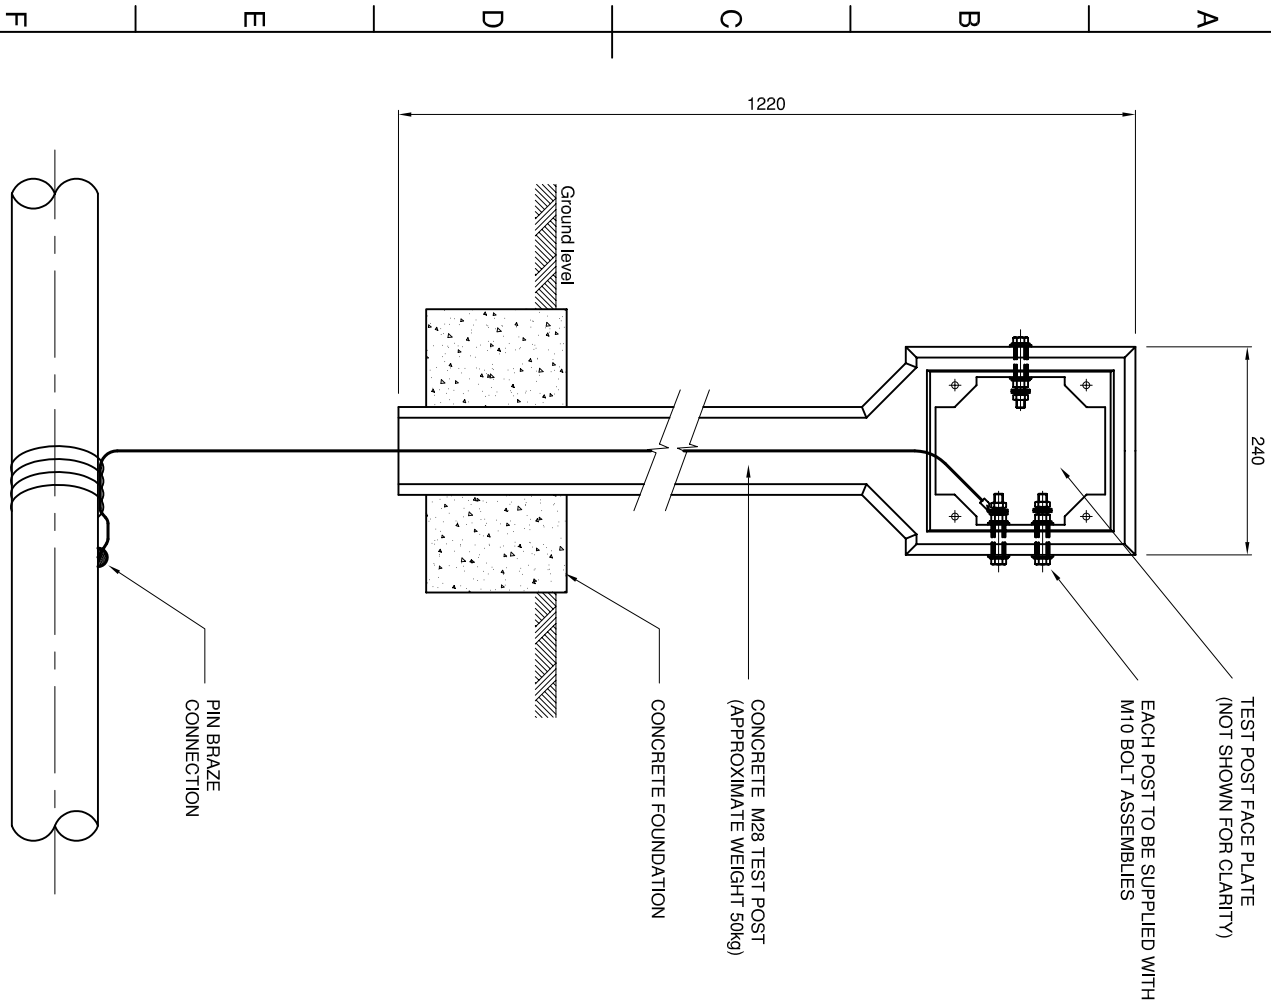 A
B
C
D
E
F
240
1220
TEST POST FACE PLATE
(NOT SHOWN FOR CLARITY)
EACH POST TO BE SUPPLIED WITH
M10 BOLT ASSEMBLIES
CONCRETE M28 TEST POST
(APPROXIMATE WEIGHT 50kg)
CONCRETE FOUNDATION
Ground level
PIN BRAZE
CONNECTION